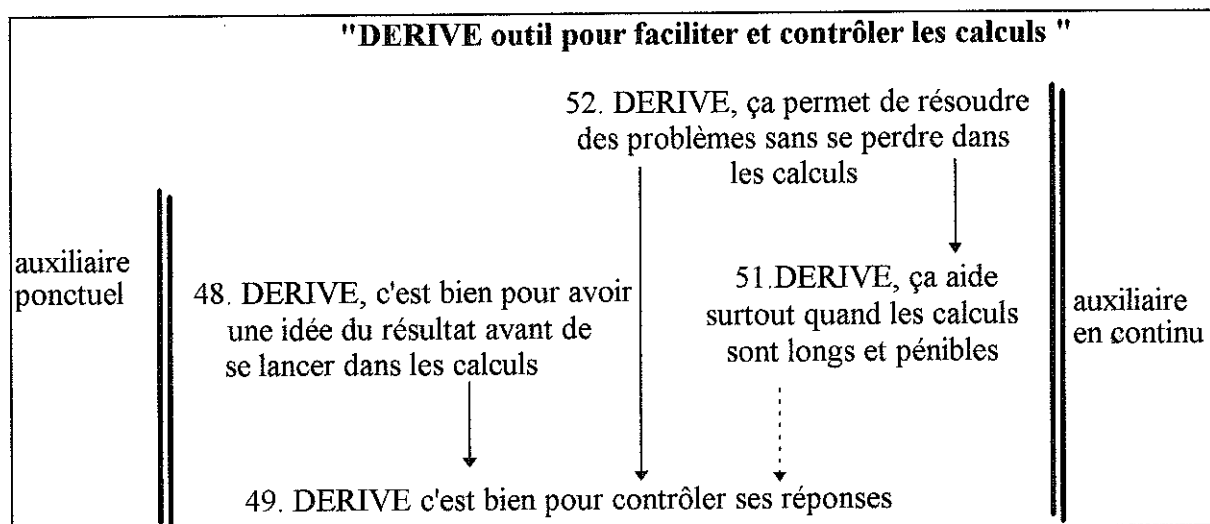 "DERIVE outil pour faciliter et contrôler les calculs "
52. DERIVE, ça permet de résoudre
des problèmes sans se perdre dans
les calculs
auxiliaire
ponctuel
48. DERIVE, c'est bien pour avoir
une idée du résultat avant de
se lancer dans les calculs
51.DERIVE, ça aide
surtout quand les calculs
sont longs et pénibles
auxiliaire
en continu
49. DERIVE c'est bien pour contrôler ses réponses